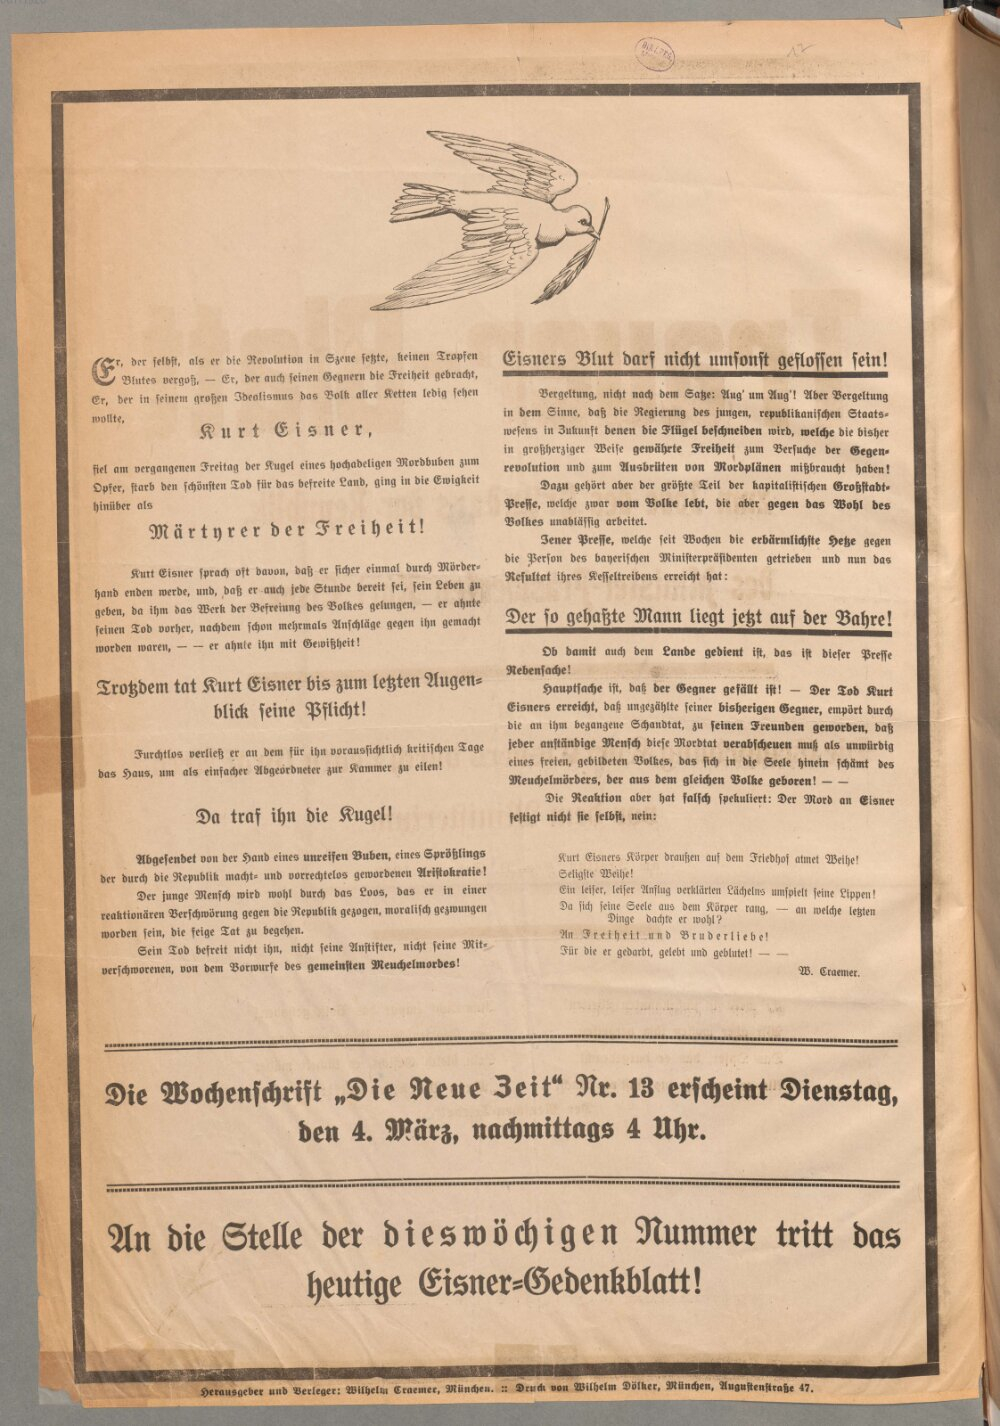 Er, der selbst, als er die Revolution in Szene setzte, keinen Tropfen
Blutes vergoß, — Er, der auch seinen Gegnern die Freiheit gebracht,
Er, der in seinem großen Idealismus das Volk aller Ketten ledig sehen
wollte,
Kurt Eisner,
fiel am vergangenen Freitag der Kugel eines hochadeligen Mordbuben zum
Opfer, starb den schönsten Tod für das befreite Land, ging in die Ewigkeit
hinüber als
Märtyrer der Freiheit!
Kurt Eisner sprach oft davon, daß er sicher einmal durch Mörder-
hand enden werde, und, daß er auch jede Stunde bereit sei, sein Leben zu
geben, da ihm das Werk der Befreiung des Volkes gelungen, — er ahnte
seinen Tod vorher, nachdem schon mehrmals Anschläge gegen ihn gemacht
worden waren, — — er ahnte ihn mit Gewißheit!
Trotzdem tat Kurt Eisner bis zum letzten Augen-
blick seine Pflicht!
Furchtlos verließ er an dem für ihn voraussichtlich kritischen Tage
das Haus, um als einfacher Abgeordneter zur Kammer zu eilen!
Da traf ihn die Kugel!
Abgesendet von der Hand eines unreifen Buben, eines Sprößlings
der durch die Republik macht- und vorrechtelos gewordenen Aristokratie!
Der junge Mensch wird wohl durch das Loos, das er in einer
reaktionären Verschwörung gegen die Republik gezogen, moralisch gezwungen
worden sein, die feige Tat zu begehen.
Sein Tod befreit nicht ihn, nicht seine Anstifter, nicht seine Mit-
verschworenen, von dem Vorwurfe des gemeinsten Meuchelmordes!
Eisners Blut darf nicht umsonst geflossen sein!
Vergeltung, nicht nach dem Satze: Aug' um Aug'! Aber Vergeltung
in dem Sinne, daß die Regierung des jungen, republikanischen Staats-
wesens in Zukunft denen die Flügel beschneiden wird, welche die bisher
in großherziger Weise gewährte Freiheit zum Versuche der Gegen-
revolution und zum Ausbrüten von Mordplänen mißbraucht haben!
Dazu gehört aber der größte Teil der kapitalistischen Großstadt-
Presse, welche zwar vom Volke lebt, die aber gegen das Wohl des
Volkes unablässig arbeitet.
Jener Presse, welche seit Wochen die erbärmlichste Hetze gegen
die Person des bayerischen Ministerpräsidenten getrieben und nun das
Resultat ihres Kesseltreibens erreicht hat:
Der so gehaßte Mann liegt jetzt auf der Bahre!
Ob damit auch dem Lande gedient ist, das ist dieser Presse
Nebensache!
Hauptsache ist, daß der Gegner gefällt ist! — Der Tod Kurt
Eisners erreicht, daß ungezählte seiner bisherigen Gegner, empört durch
die an ihm begangene Schandtat, zu seinen Freunden geworden, daß
jeder anständige Mensch diese Mordtat verabscheuen muß als unwürdig
eines freien, gebildeten Volkes, das sich in die Seele hinein schämt des
Meuchelmörders, der aus dem gleichen Volke geboren! — —
Die Reaktion aber hat falsch spekuliert: Der Mord an Eisner
festigt nicht sie selbst, nein:
Kurt Eisners Körper draußen auf dem Friedhof atmet Weihe!
Seligste Weihe!
Ein leiser, leiser Anflug verklärten Lächelns umspielt seine Lippen!
Da sich seine Seele aus dem Körper rang, — an welche letzten
Dinge dachte er wohl?
An Freiheit und Bruderliebe!
Für die er gedarbt, gelebt und geblutet! — —
W. Craemer.
Die Wochenschrift „Die Neue Zeit" Nr. 13 erscheint Dienstag,
den 4. März, nachmittags 4 Uhr.
An die Stelle der dieswöchigen Nummer tritt das
heutige Eisner-Gedenkblatt!
Herausgeber und Verleger: Wilhelm Craemer, München. :: Druck von Wilhelm Dölker, München, Augustenstraße 47.